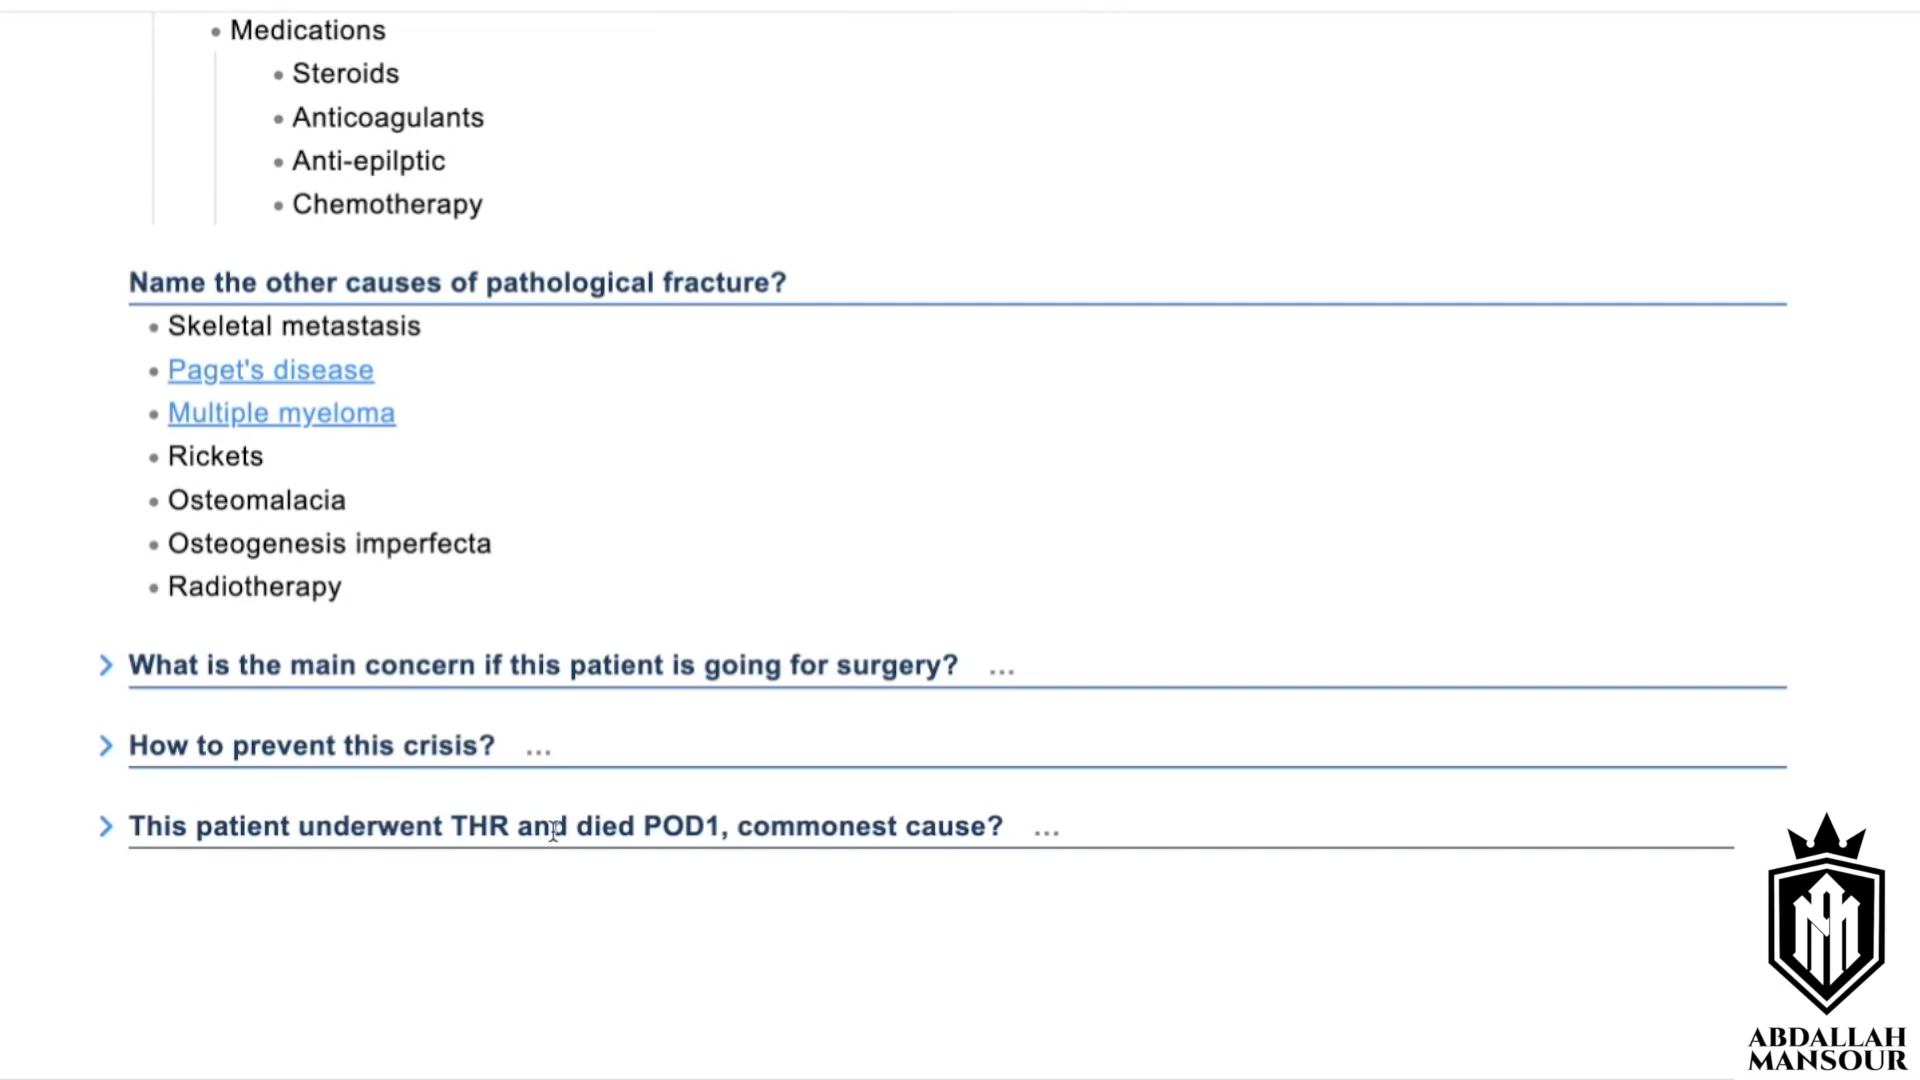 Medications
Steroids
Anticoagulants
Anti-epilptic
Chemotherapy
Name the other causes of pathological fracture?
Skeletal metastasis
Paget's disease
Multiple myeloma
Rickets
Osteomalacia
Osteogenesis imperfecta
Radiotherapy
What is the main concern if this patient is going for surgery? ...
How to prevent this crisis? ...
This patient underwent THR and died POD1, commonest cause? ...
ABDALLAH
MANSOUR